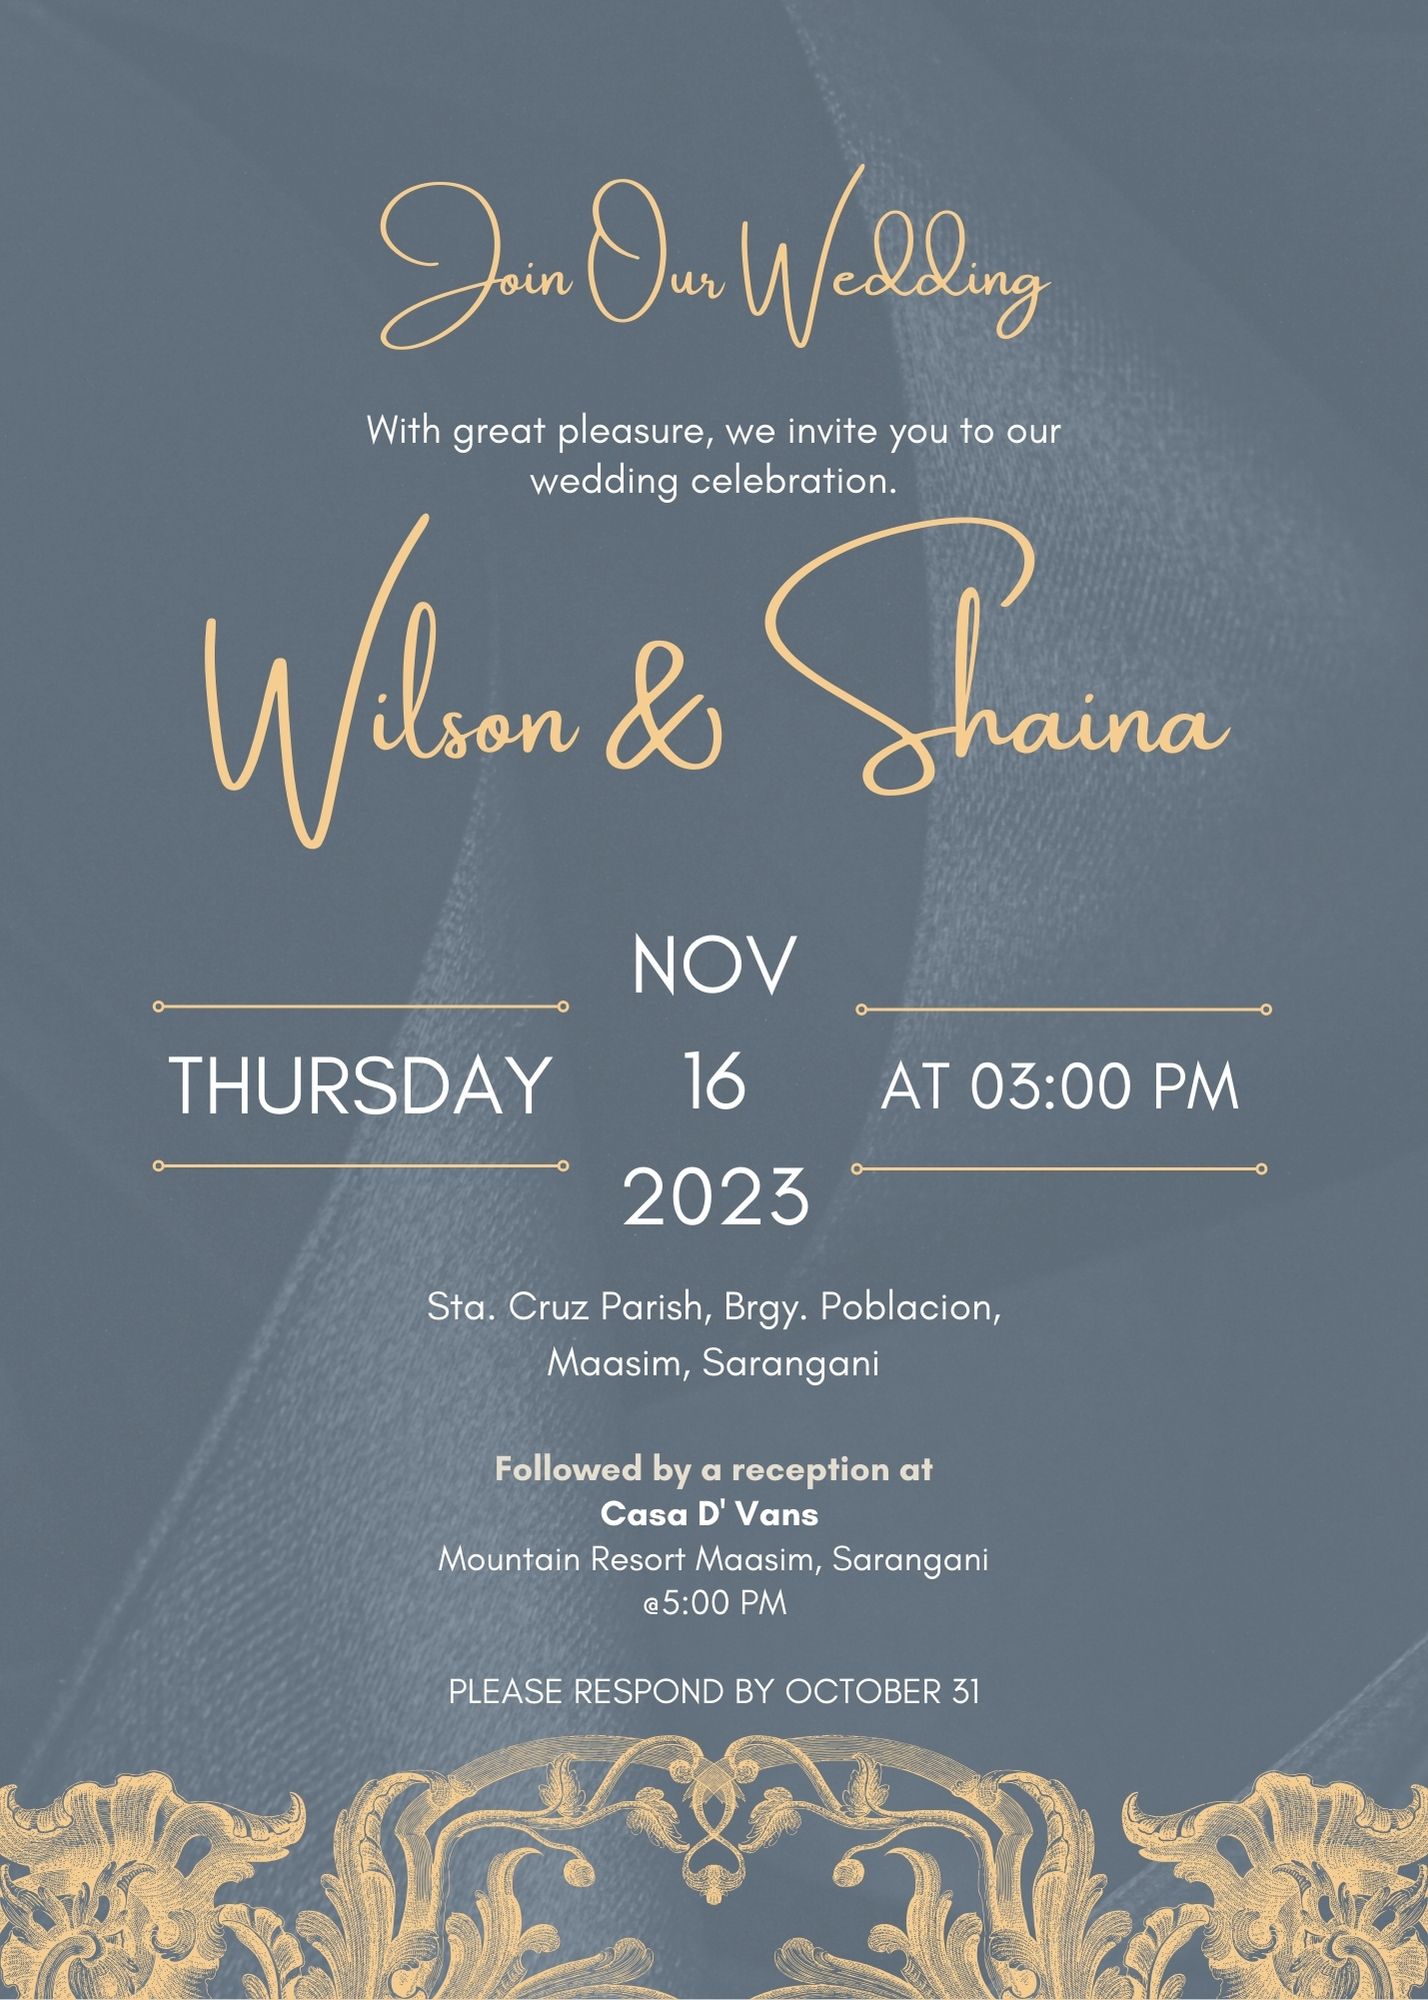 Join Our Wedding
With great pleasure, we invite you to our
wedding celebration.
Wilson & Shaina
NOV
THURSDAY
16
AT 03:00 PM
2023
Sta. Cruz Parish, Brgy. Poblacion,
Maasim, Sarangani
Followed by a reception at
Casa D' Vans
Mountain Resort Maasim, Sarangani
@5:00 PM
PLEASE RESPOND BY OCTOBER 31